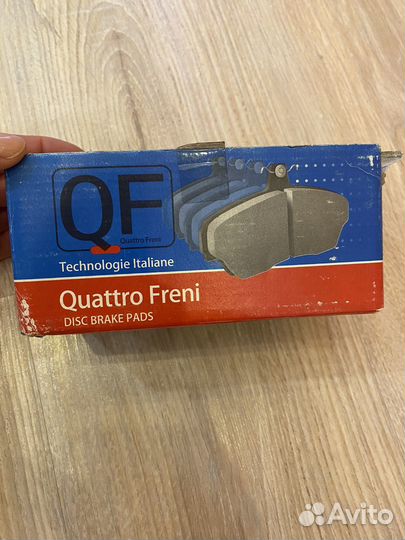 QF
Quattro Freni
Technologie Italiane
Quattro Freni
DISC BRAKE PADS
Avito